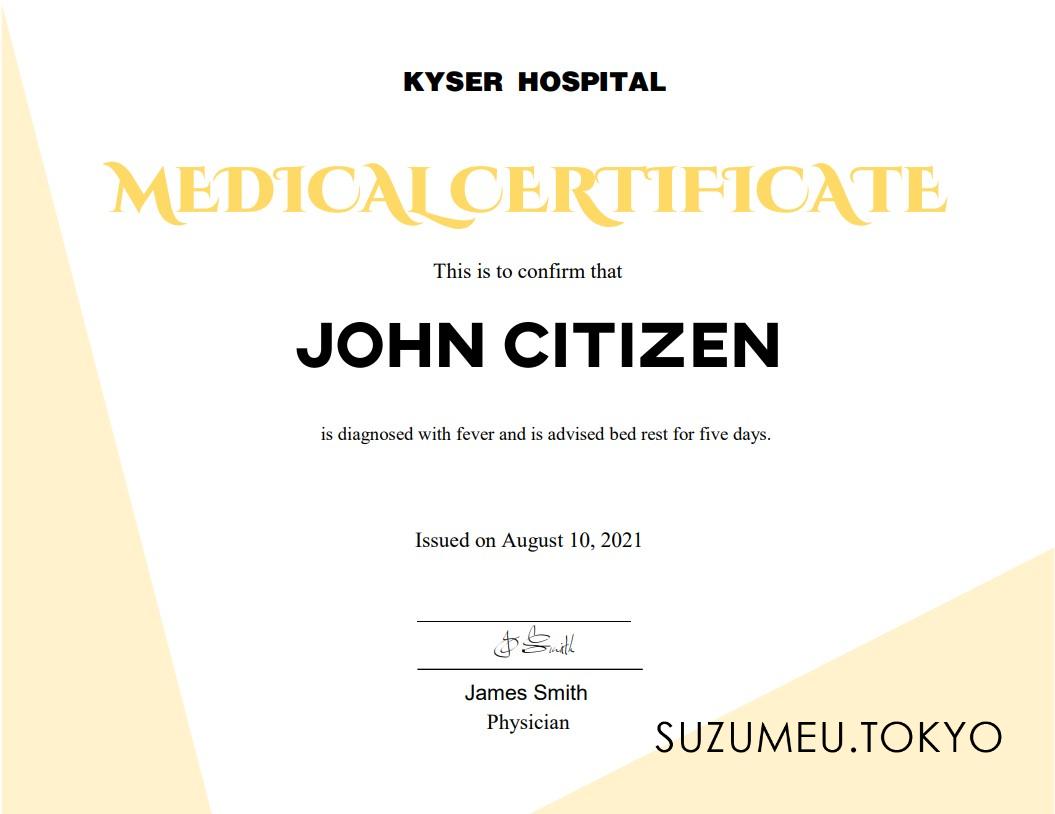 KYSER HOSPITAL
MEDICAL CERTIFICATE
This is to confirm that
JOHN CITIZEN
is diagnosed with fever and is advised bed rest for five days.
Issued on August 10, 2021
J Smith
James Smith
Physician
SUZUMEU.TOKYO